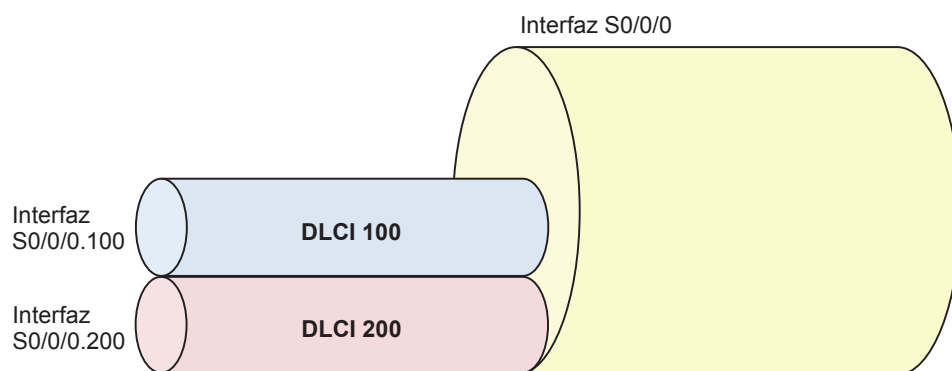 Interfaz S0/0/0
Interfaz
S0/0/0.100
DLCI 100
Interfaz
S0/0/0.200
DLCI 200